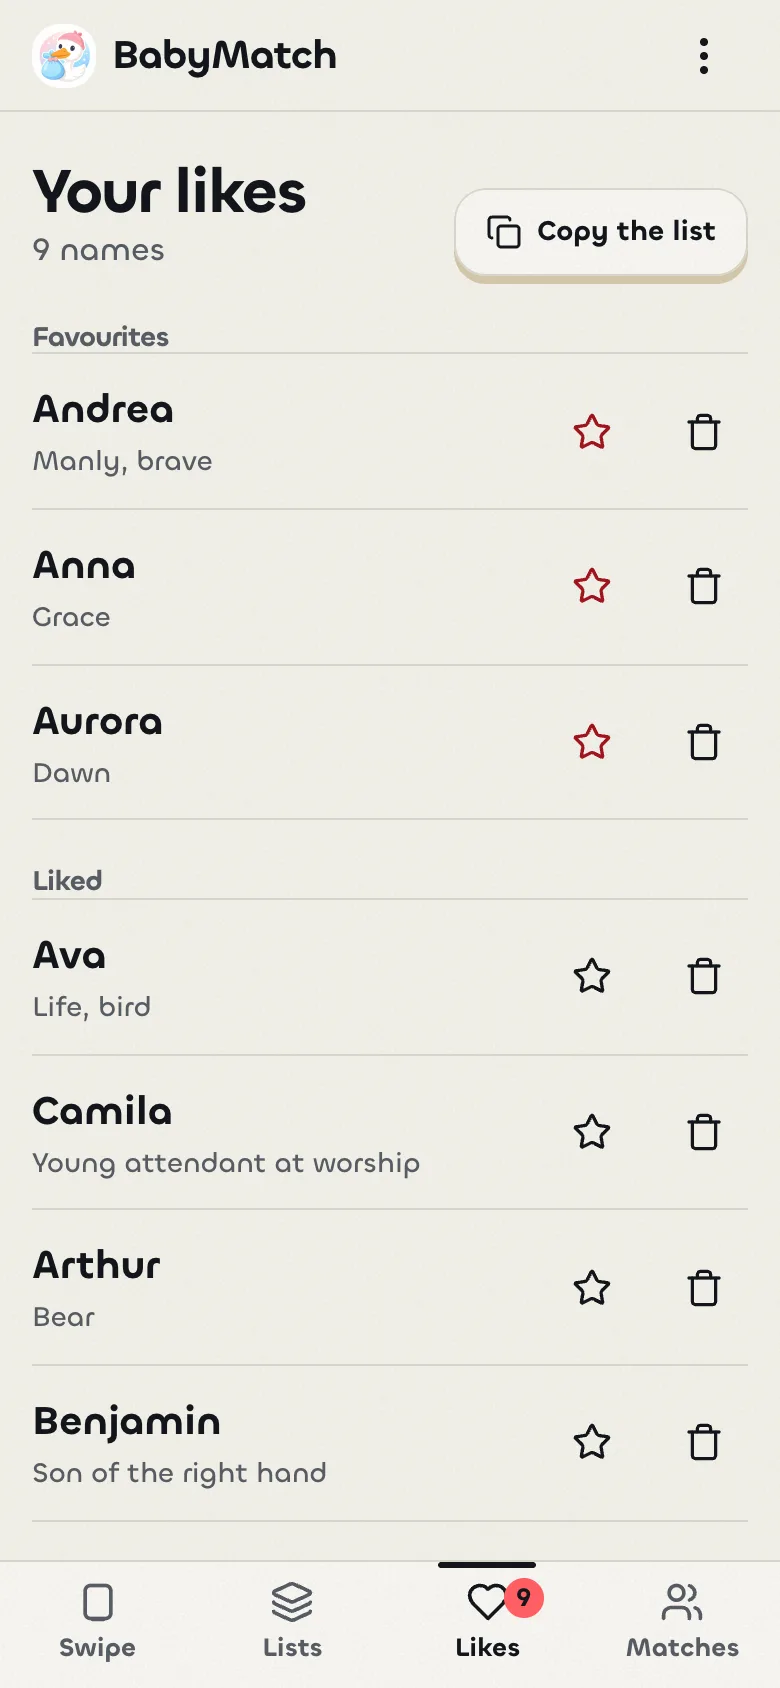 BabyMatch
Your likes
9 names
Copy the list
Favourites
Andrea
Manly, brave
Anna
Grace
Aurora
Dawn
Liked
Ava
Life, bird
Camila
Young attendant at worship
Arthur
Bear
Benjamin
Son of the right hand
9
Swipe
Lists
Likes
Matches